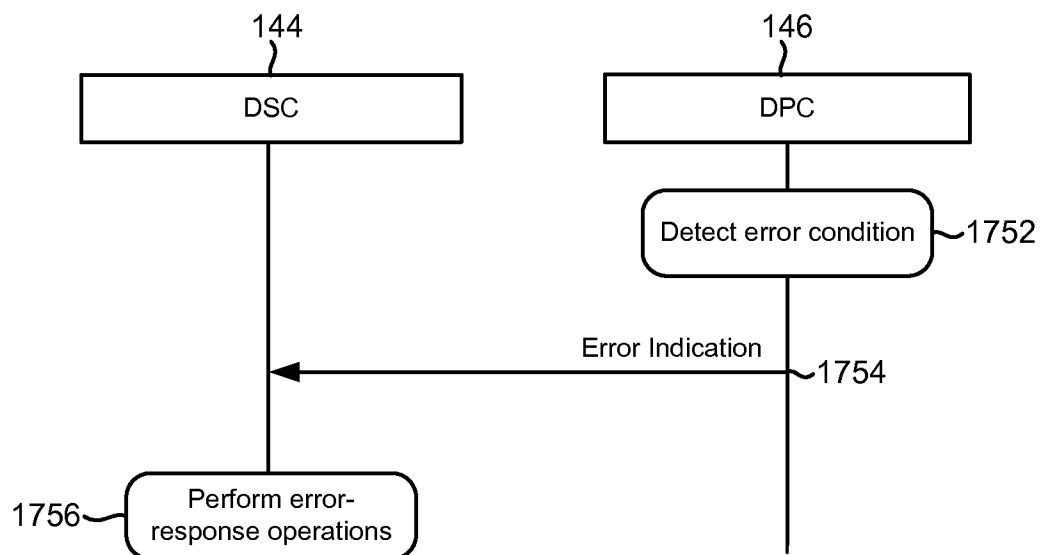 144
146
DSC
DPC
Detect error condition
1752
Error Indication
1754
1756
Perform error-
response operations